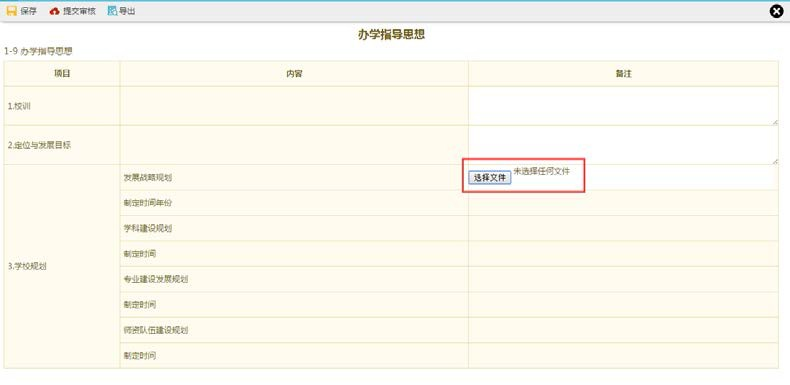 保存 提交审核 导出
办学指导思想
1-9 办学指导思想
项目 内容 备注
1.校训
2.定位与发展目标
3.学校规划
发展战略规划 选择文件 未选择任何文件
制定时间年份
学科建设规划
制定时间
专业建设发展规划
制定时间
师资队伍建设规划
制定时间